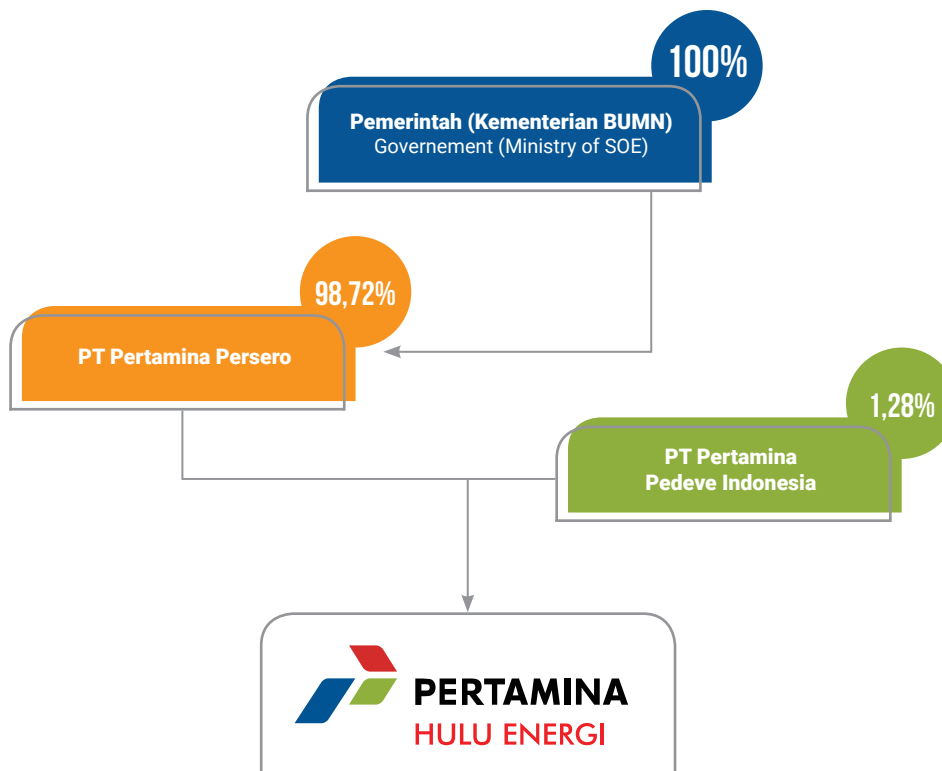 100%
Pemerintah (Kementerian BUMN)
Governement (Ministry of SOE)
98,72%
PT Pertamina Persero
1,28%
PT Pertamina
Pedeve Indonesia
PERTAMINA
HULU ENERGI